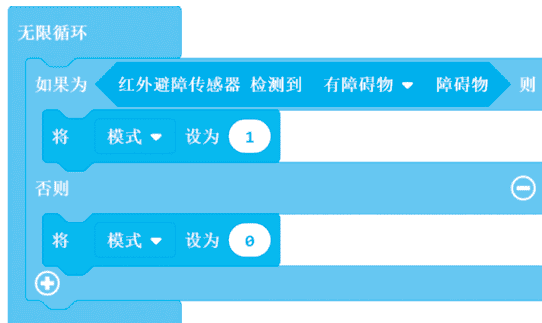 无限循环
如果为 红外避障传感器 检测到 有障碍物 障碍物 则
将 模式 设为 1
否则
将 模式 设为 0